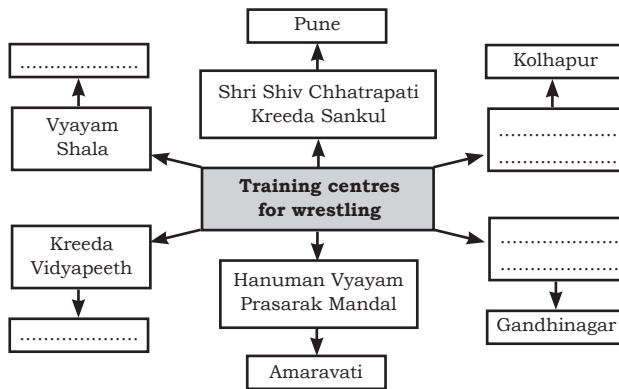 Pune
...................
Kolhapur
Shri Shiv Chhatrapati
Kreeda Sankul
Vyayam
Shala
.........................
.........................
Training centres
for wrestling
Kreeda
Vidyapeeth
.........................
.........................
Hanuman Vyayam
Prasarak Mandal
...................
Gandhinagar
Amaravati